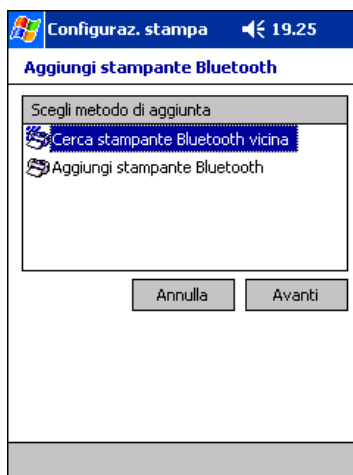 Configuraz. stampa 19.25
Aggiungi stampante Bluetooth
Scegli metodo di aggiunta
Cerca stampante Bluetooth vicina
Aggiungi stampante Bluetooth
Annulla Avanti